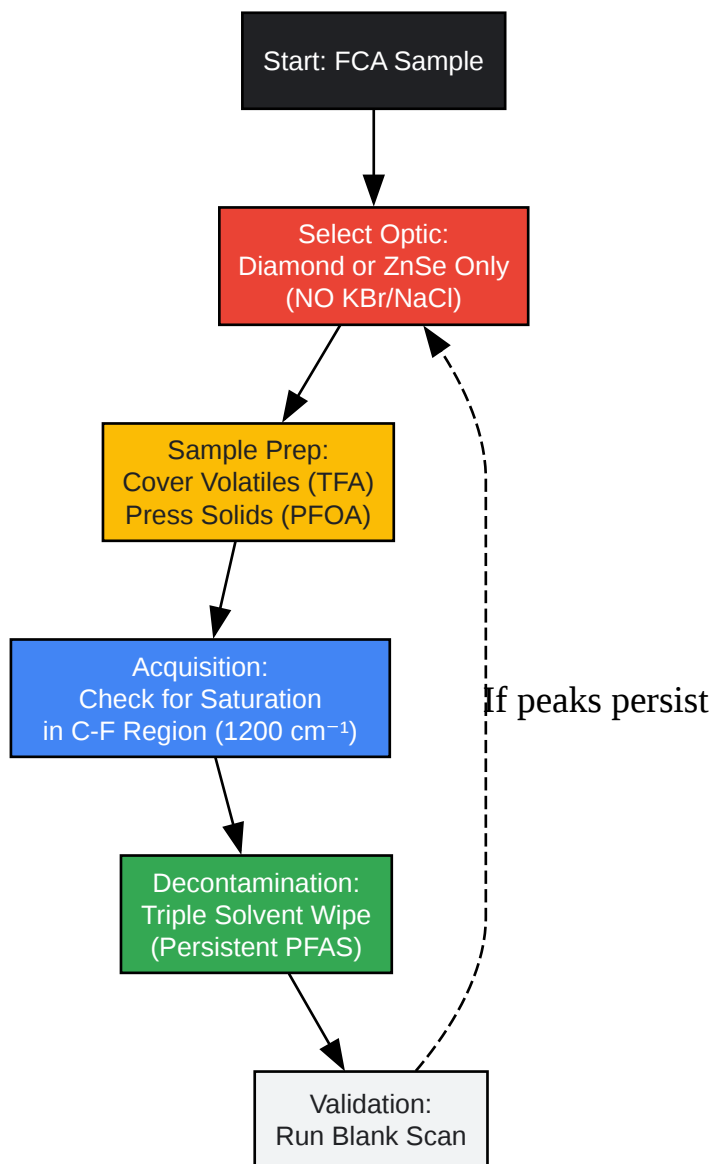 Start: FCA Sample
Select Optic:
Diamond or ZnSe Only
(NO KBr/NaCl)
Sample Prep:
Cover Volatiles (TFA)
Press Solids (PFOA)
Acquisition:
Check for Saturation
in C-F Region (1200 cm⁻¹)
If peaks persist
Decontamination:
Triple Solvent Wipe
(Persistent PFAS)
Validation:
Run Blank Scan